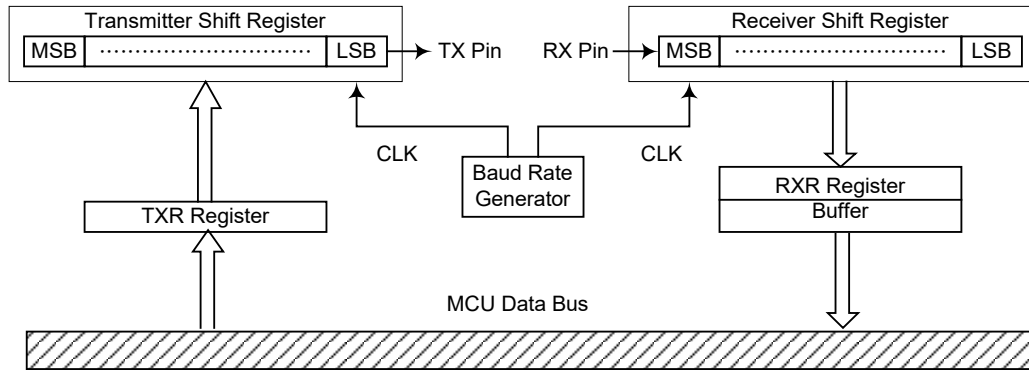 Transmitter Shift Register
MSB LSB
TX Pin
RX Pin
Receiver Shift Register
MSB LSB
CLK
CLK
Baud Rate
Generator
TXR Register
RXR Register
Buffer
MCU Data Bus